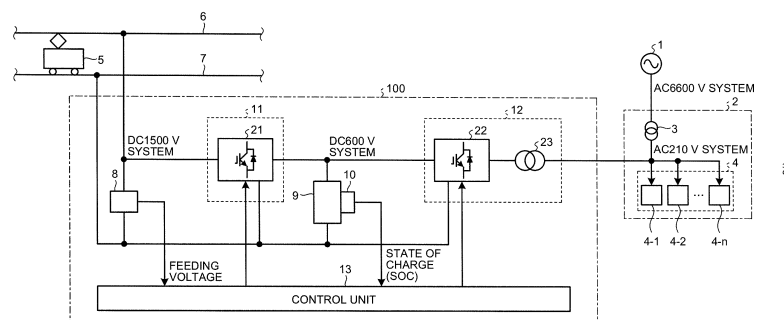 6
5
7
1
AC6600 V SYSTEM
100
2
11
12
3
21
22
23
DC1500 V
SYSTEM
DC600 V
SYSTEM
AC210 V SYSTEM
4
8
9
10
4-1
4-2
...
4-n
FEEDING
VOLTAGE
STATE OF
CHARGE
(SOC)
13
CONTROL UNIT